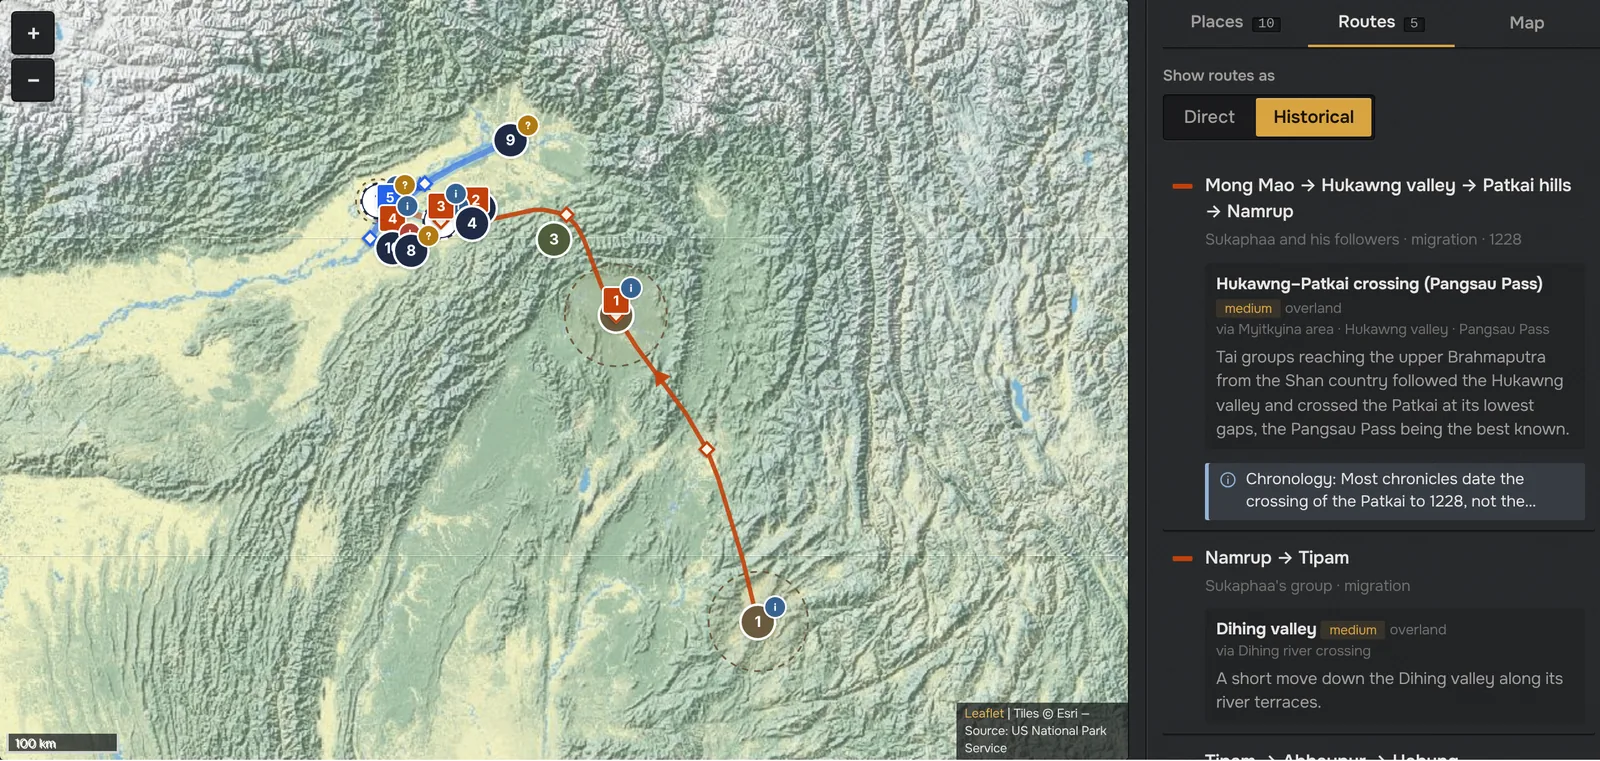 +
−
9
?
5
?
i
4
3
i
2
4
10
8
?
3
1
i
1
i
100 km
Leaflet | Tiles © Esri —
Source: US National Park
Service
Places 10
Routes 5
Map
Show routes as
Direct
Historical
Mong Mao → Hukawng valley → Patkai hills
→ Namrup
Sukaphaa and his followers · migration · 1228
Hukawng–Patkai crossing (Pangsau Pass)
medium overland
via Myitkyina area · Hukawng valley · Pangsau Pass
Tai groups reaching the upper Brahmaputra
from the Shan country followed the Hukawng
valley and crossed the Patkai at its lowest
gaps, the Pangsau Pass being the best known.
Chronology: Most chronicles date the
crossing of the Patkai to 1228, not the...
Namrup → Tipam
Sukaphaa's group · migration
Dihing valley medium overland
via Dihing river crossing
A short move down the Dihing valley along its
river terraces.